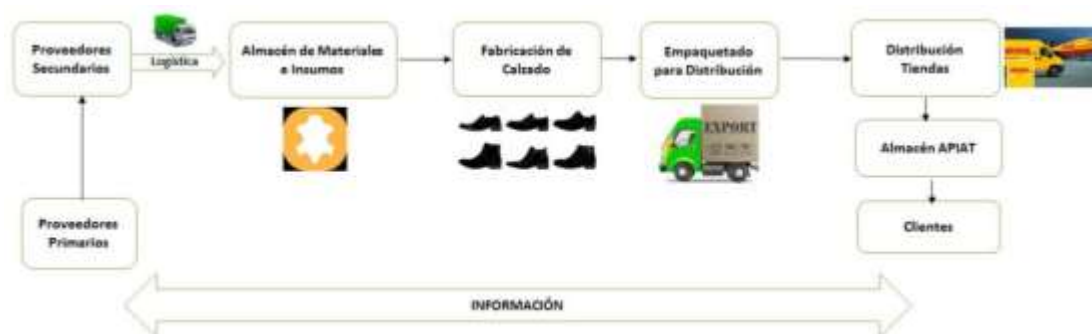 Proveedores
Secundarios
Logística
Almacén de Materiales
e Insumos
Fabricación de
Calzado
Empaquetado
para Distribución
Distribución
Tiendas
EXPORT
Almacén APIAT
Proveedores
Primarios
Clientes
INFORMACIÓN